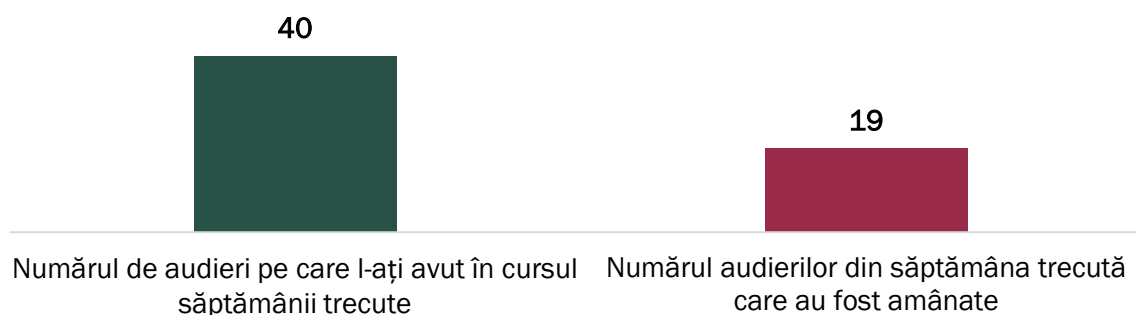 40
19
Numărul de audieri pe care l-ați avut în cursul
săptămânii trecute
Numărul audierilor din săptămâna trecută
care au fost amânate